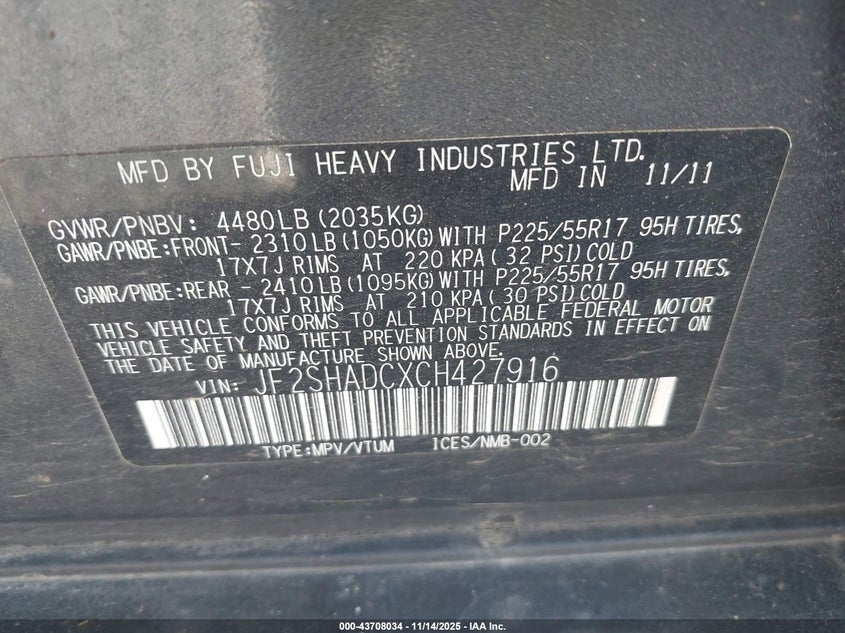 MFD BY FUJI HEAVY INDUSTRIES LTD.
MFD IN 11/11
GVWR/PNBV: 4480LB(2035KG)
GAWR/PNBE:FRONT- 2310LB(1050KG)WITH P225/55R17 95H TIRES,
17X7J RIMS AT 220 KPA( 32 PSI)COLD
GAWR/PNBE:REAR - 2410LB(1095KG)WITH P225/55R17 95H TIRES,
17X7J RIMS AT 210 KPA( 30 PSI)COLD
THIS VEHICLE CONFORMS TO ALL APPLICABLE FEDERAL MOTOR
VEHICLE SAFETY AND THEFT PREVENTION STANDARDS IN EFFECT ON
THE DATE OF MANUFACTURE SHOWN ABOVE.
VIN: JF2SHADCXCH427916
TYPE:MPV/VTUM ICES/NMB-002
000-43708034 - 11/14/2025 - IAA Inc.